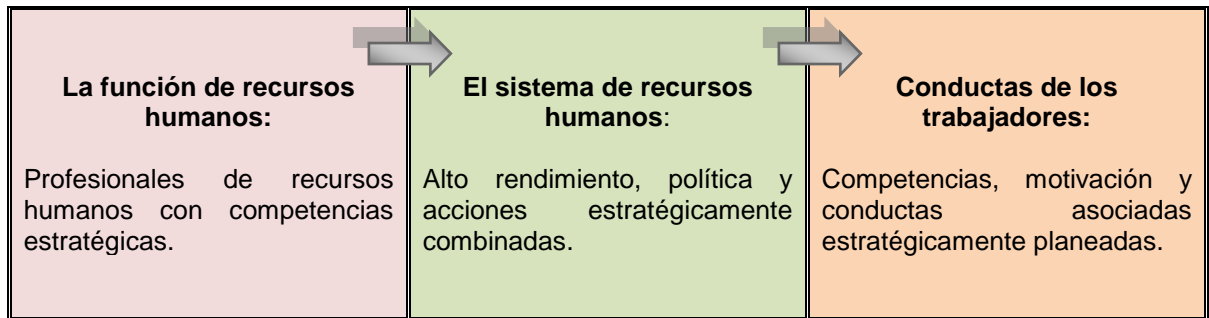 La función de recursos
humanos:
Profesionales de recursos
humanos con competencias
estratégicas.
El sistema de recursos
humanos:
Alto rendimiento, política y
acciones estratégicamente
combinadas.
Conductas de los
trabajadores:
Competencias, motivación y
conductas asociadas
estratégicamente planeadas.